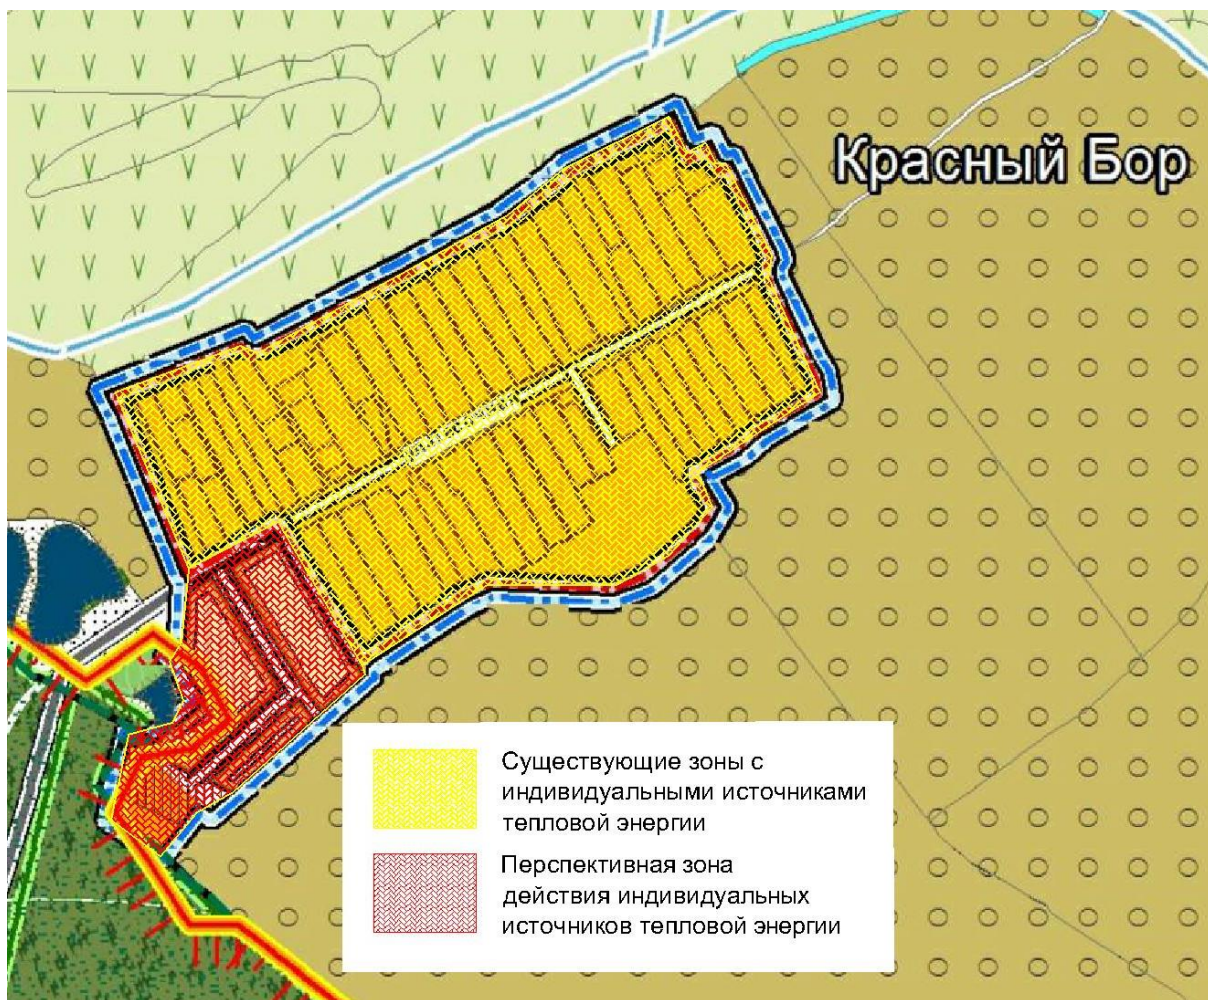 Красный Бор
Существующие зоны с
индивидуальными источниками
тепловой энергии
Перспективная зона
действия индивидуальных
источников тепловой энергии